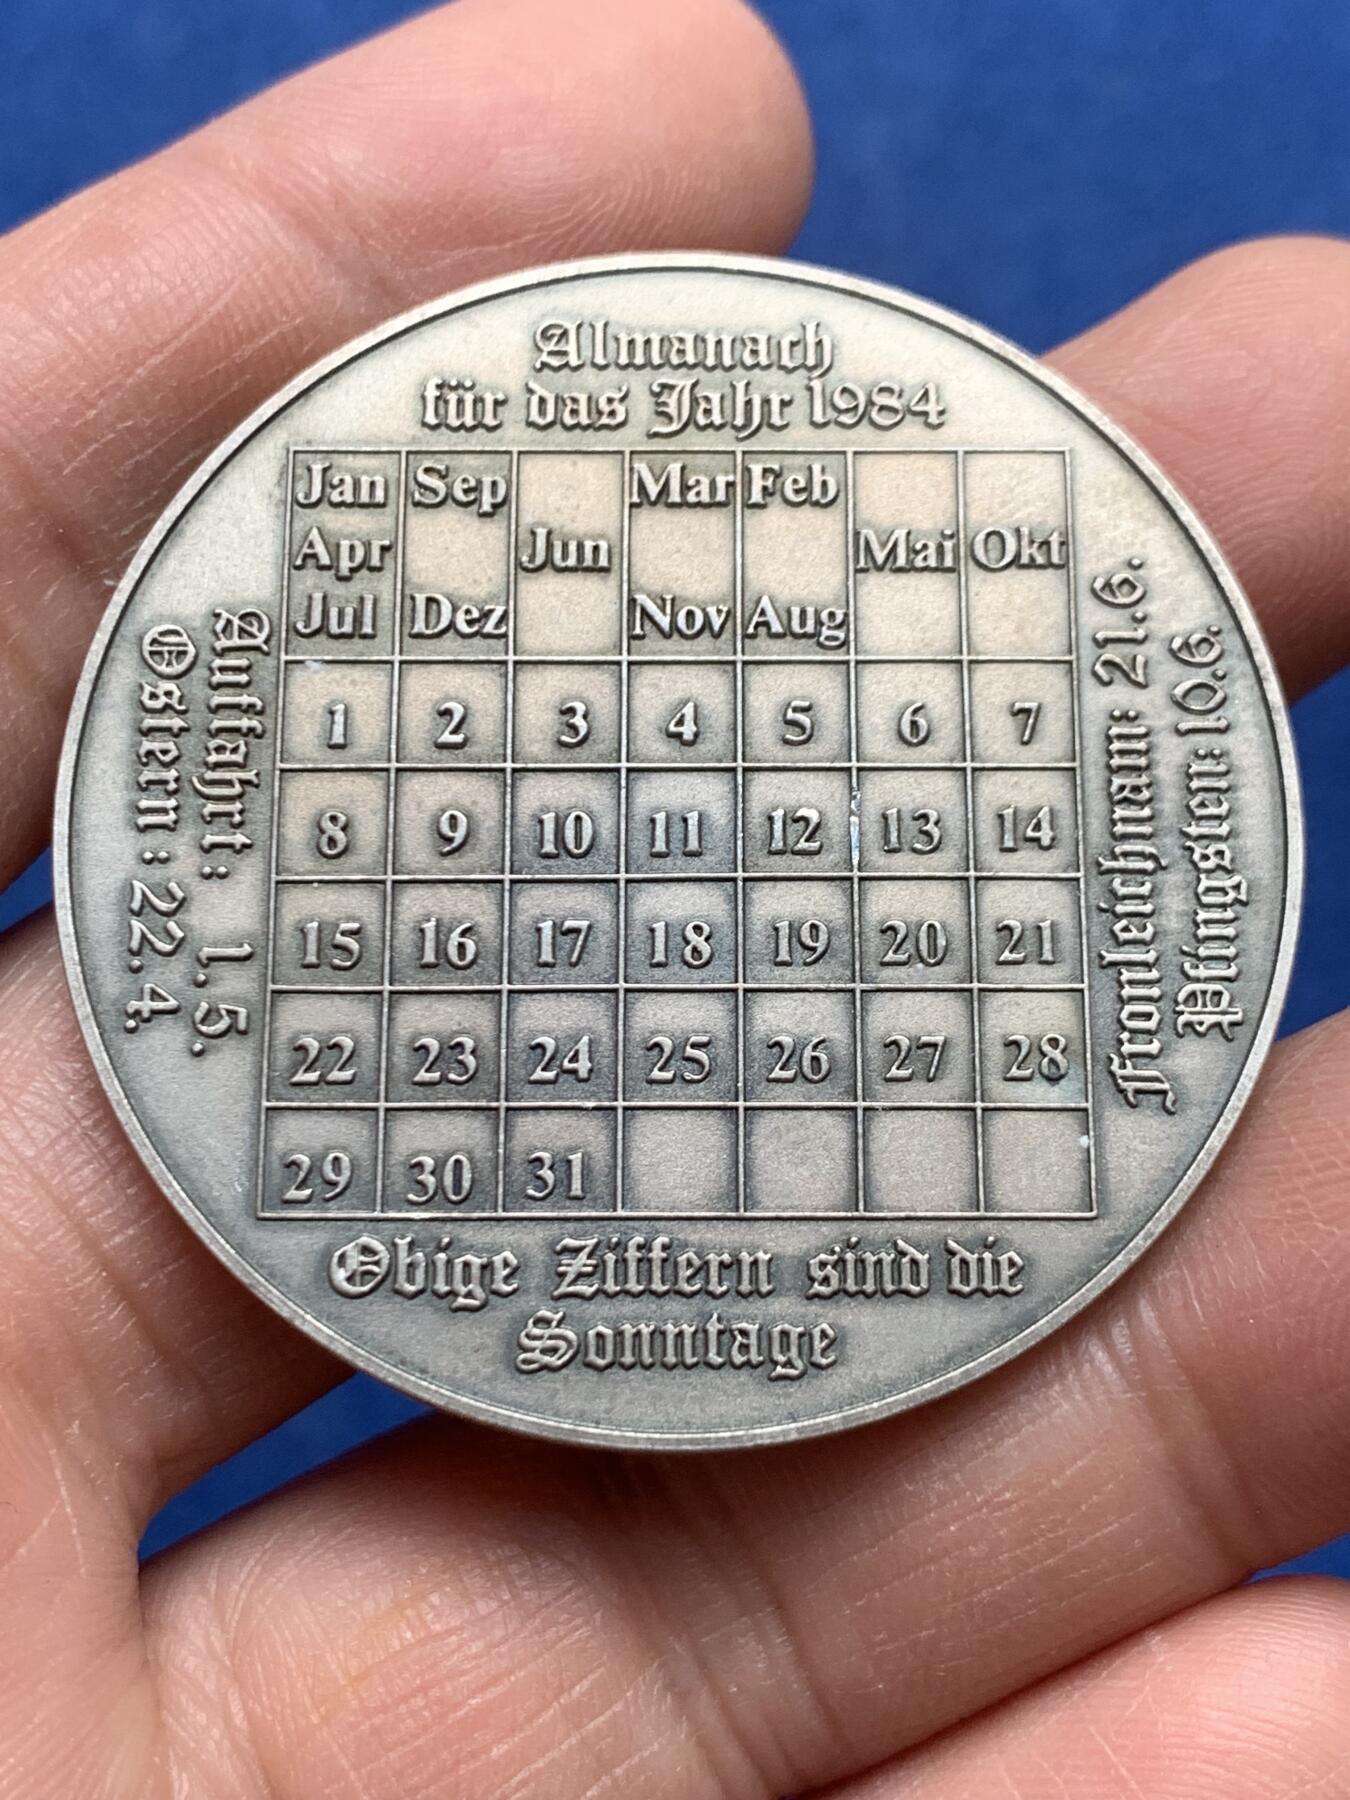 Almanach
für das Jahr 1984
Jan Sep Mar Feb
Apr Jun Mai Okt
Jul Dez Nov Aug
1 2 3 4 5 6 7
8 9 10 11 12 13 14
15 16 17 18 19 20 21
22 23 24 25 26 27 28
29 30 31
Obige Ziffern sind die
Sonntage
Auffahrt: 1.5.
Ostern: 22.4.
Fronleichnam: 21.6.
Pfingsten: 10.6.